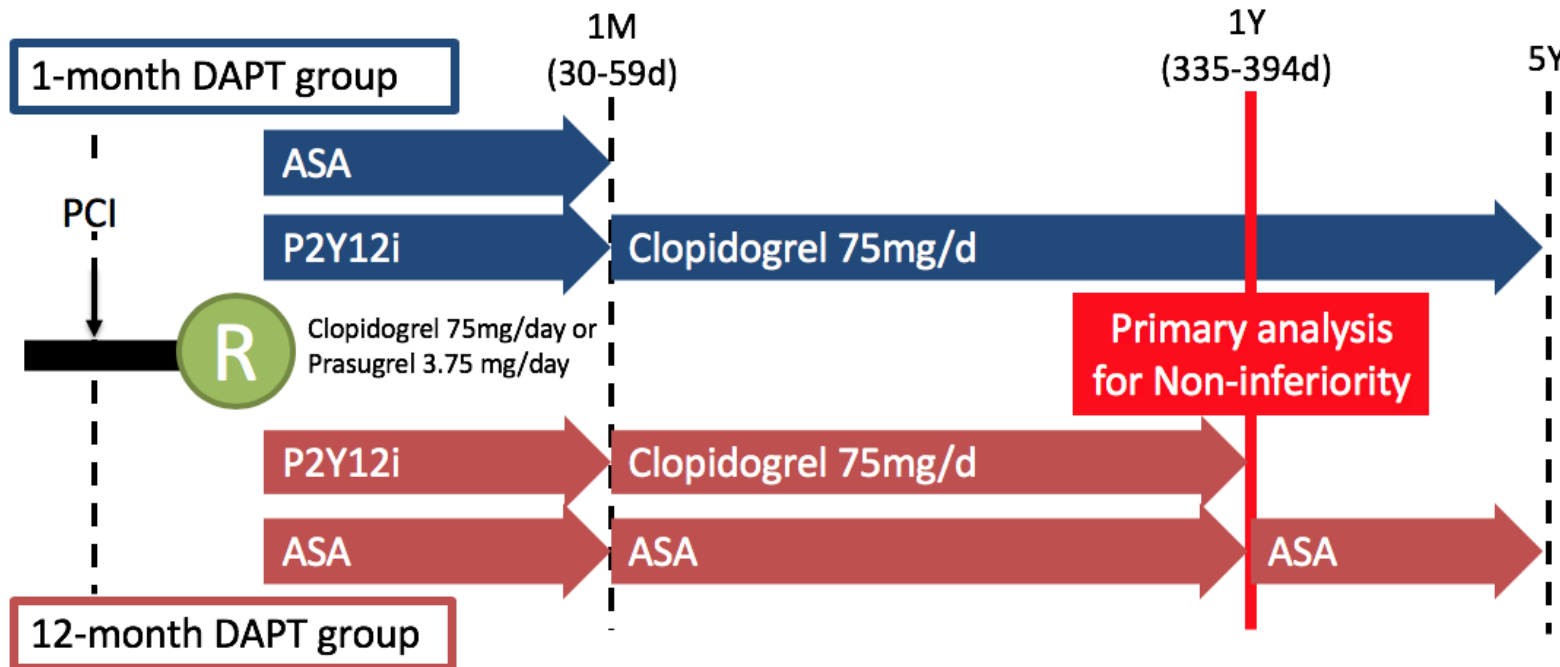 1-month DAPT group
1M
(30-59d)
1Y
(335-394d)
5Y
ASA
PCI
P2Y12i
Clopidogrel 75mg/d
R
Clopidogrel 75mg/day or
Prasugrel 3.75 mg/day
Primary analysis
for Non-inferiority
P2Y12i
Clopidogrel 75mg/d
ASA
ASA
ASA
12-month DAPT group